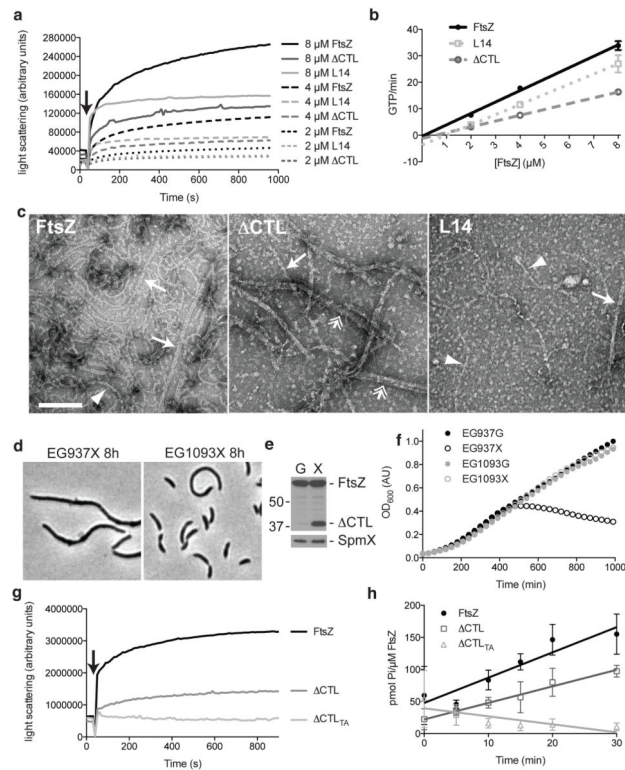 a
light scattering (arbitrary units)
280000
240000
200000
160000
120000
80000
40000
0
0 200 400 600 800 1000
Time (s)
8 µM FtsZ
8 µM ΔCTL
8 µM L14
4 µM FtsZ
4 µM L14
4 µM ΔCTL
2 µM FtsZ
2 µM L14
2 µM ΔCTL
b
GTP/min
40
30
20
10
0
-10
1 2 3 4 5 6 7 8
[FtsZ] (µM)
FtsZ
L14
ΔCTL
c
FtsZ
ΔCTL
L14
d
EG937X 8h
EG1093X 8h
e
G X
FtsZ
50
37
ΔCTL
SpmX
f
OD600 (AU)
1.0
0.8
0.6
0.4
0.2
0.0
0 200 400 600 800 1000
Time (min)
EG937G
EG937X
EG1093G
EG1093X
g
light scattering (arbitrary units)
4000000
3000000
2000000
1000000
0
0 200 400 600 800
Time (s)
FtsZ
ΔCTL
ΔCTLTA
h
pmol Pi/µM FtsZ
200
150
100
50
0
0 10 20 30
Time (min)
FtsZ
ΔCTL
ΔCTLTA